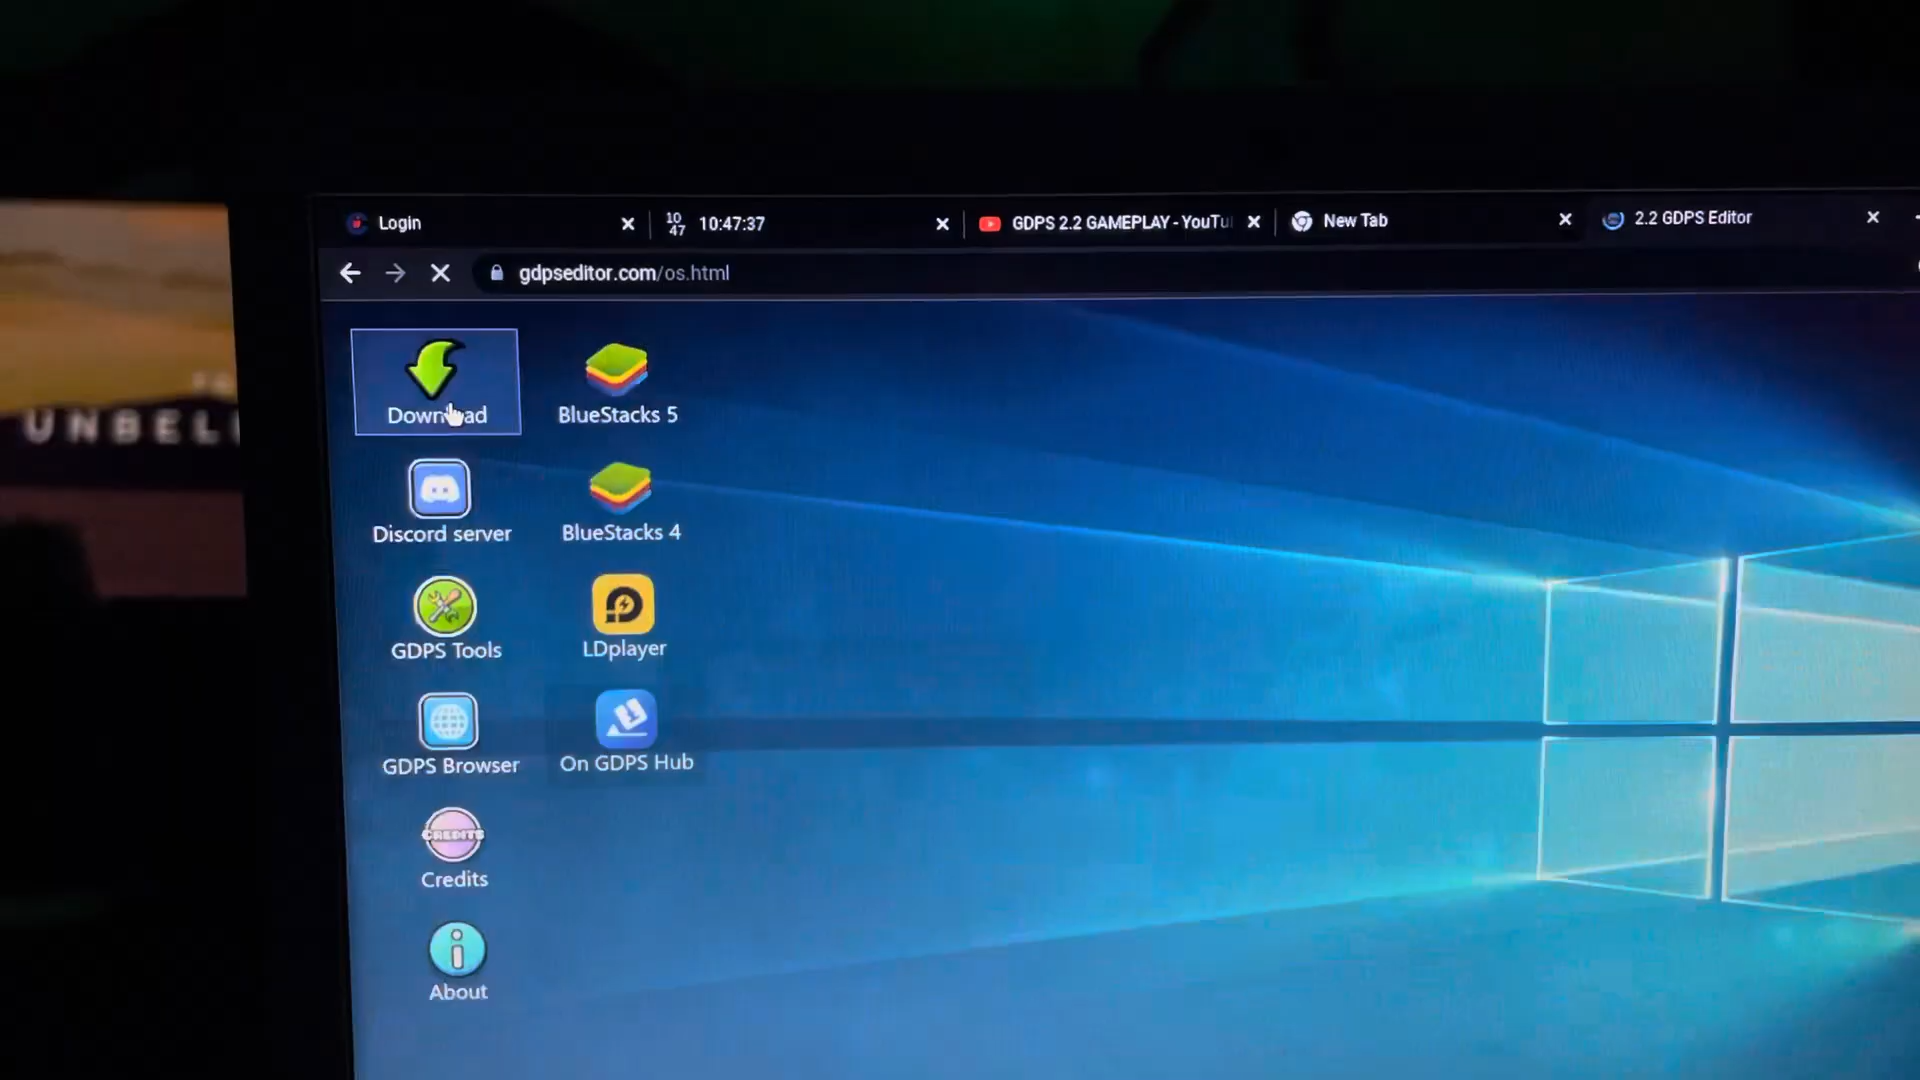 Login
10
47
10:47:37
GDPS 2.2 GAMEPLAY - YouTu
New Tab
2.2 GDPS Editor
gdpseditor.com/os.html
Download
BlueStacks 5
Discord server
BlueStacks 4
GDPS Tools
LDplayer
GDPS Browser
On GDPS Hub
CREDITS
Credits
About
UNBEL